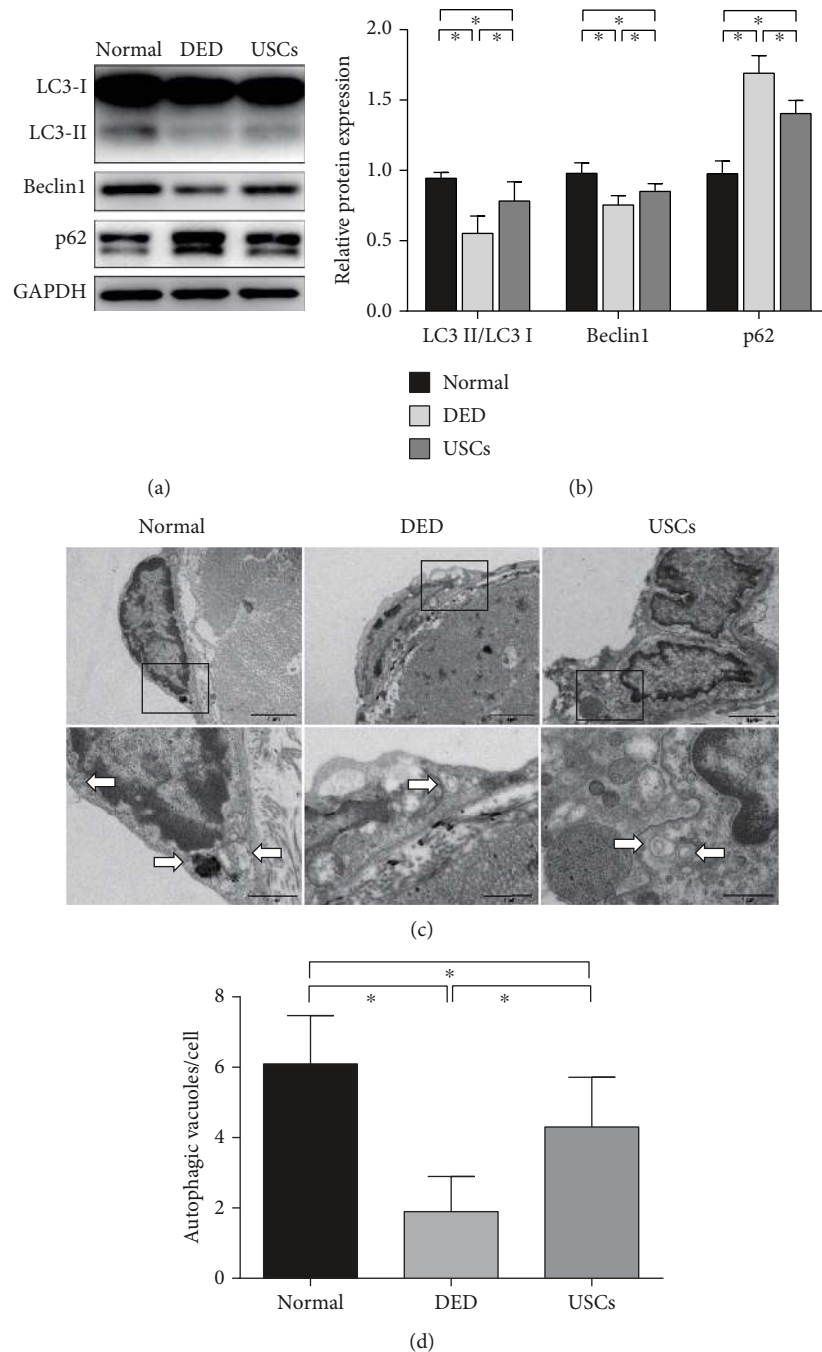 Normal DED USCs
LC3-I
LC3-II
Beclin1
p62
GAPDH
(a)
Relative protein expression
2.0
1.5
1.0
0.5
0.0
* * *
* * * * * *
LC3 II/LC3 I Beclin1 p62
Normal
DED
USCs
(b)
Normal DED USCs
(c)
Autophagic vacuoles/cell
8
6
4
2
0
*
* *
Normal DED USCs
(d)